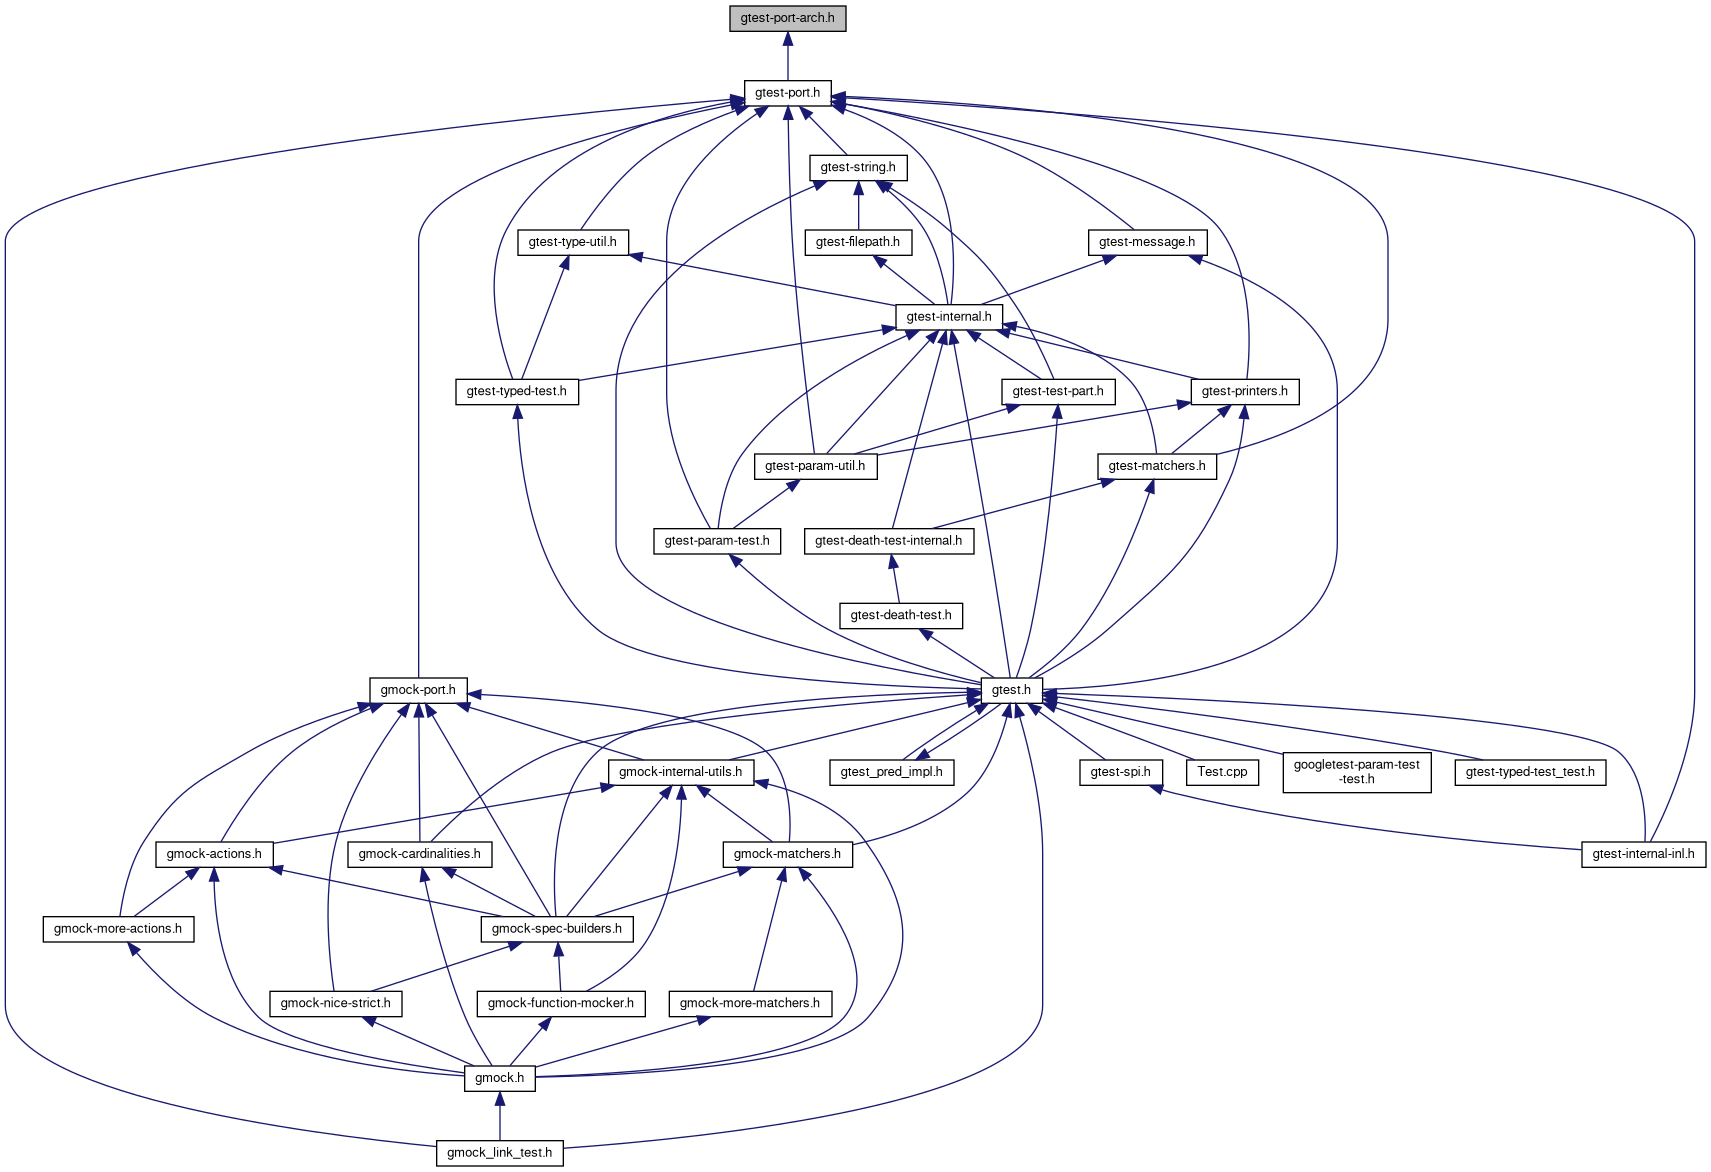 gtest-port-arch.h
gtest-port.h
gtest-string.h
gtest-type-util.h
gtest-filepath.h
gtest-message.h
gtest-internal.h
gtest-typed-test.h
gtest-test-part.h
gtest-printers.h
gtest-param-util.h
gtest-matchers.h
gtest-param-test.h
gtest-death-test-internal.h
gtest-death-test.h
gmock-port.h
gtest.h
gmock-internal-utils.h
gtest_pred_impl.h
gtest-spi.h
Test.cpp
googletest-param-test
-test.h
gtest-typed-test_test.h
gmock-actions.h
gmock-cardinalities.h
gmock-matchers.h
gtest-internal-inl.h
gmock-more-actions.h
gmock-spec-builders.h
gmock-nice-strict.h
gmock-function-mocker.h
gmock-more-matchers.h
gmock.h
gmock_link_test.h